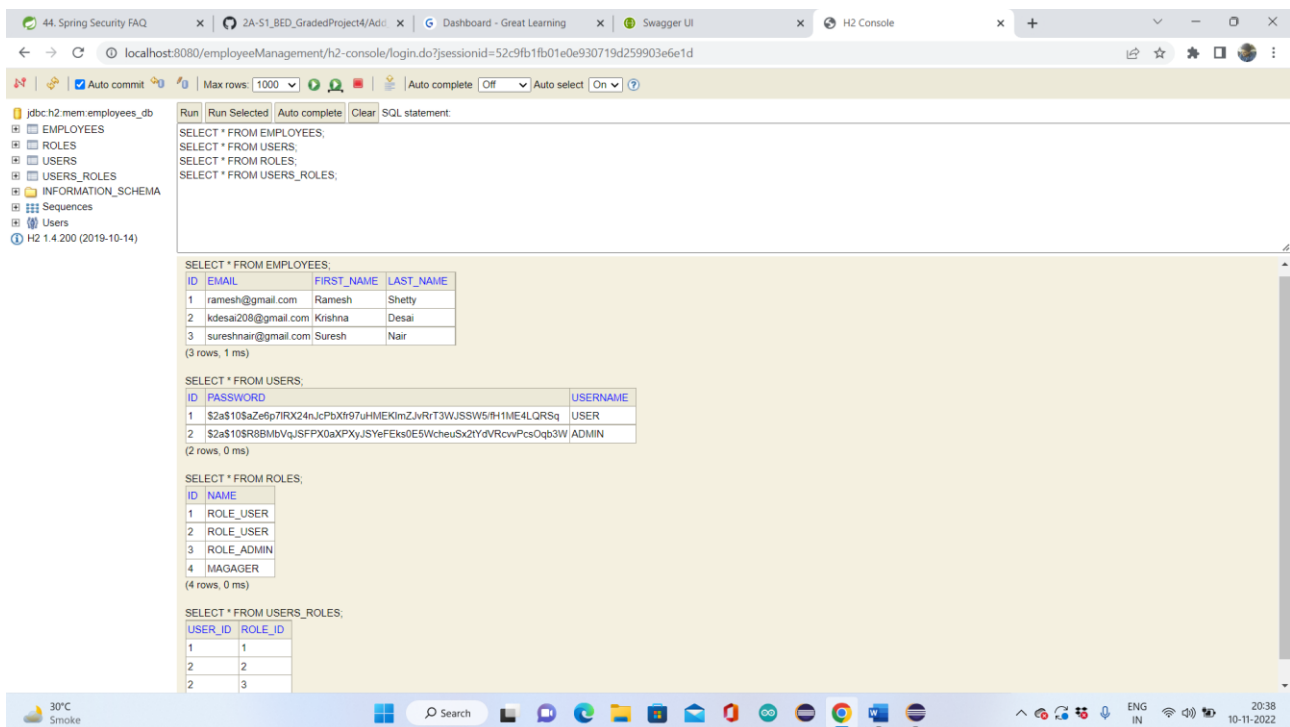 44. Spring Security FAQ 2A-S1_BED_GradedProject4/Add Dashboard - Great Learning Swagger UI H2 Console
localhost:8080/employeeManagement/h2-console/login.do?jsessionid=52c9fb1fb01e0e930719d259903e6e1d
Auto commit Max rows: 1000 Auto complete Off Auto select On
jdbc:h2:mem:employees_db
EMPLOYEES
ROLES
USERS
USERS_ROLES
INFORMATION_SCHEMA
Sequences
Users
H2 1.4.200 (2019-10-14)
Run Run Selected Auto complete Clear SQL statement:
SELECT * FROM EMPLOYEES;
SELECT * FROM USERS;
SELECT * FROM ROLES;
SELECT * FROM USERS_ROLES;
SELECT * FROM EMPLOYEES;
ID EMAIL FIRST_NAME LAST_NAME
1 ramesh@gmail.com Ramesh Shetty
2 kdesai208@gmail.com Krishna Desai
3 sureshnair@gmail.com Suresh Nair
(3 rows, 1 ms)
SELECT * FROM USERS;
ID PASSWORD USERNAME
1 USER
2 ADMIN
(2 rows, 0 ms)
SELECT * FROM ROLES;
ID NAME
1 ROLE_USER
2 ROLE_USER
3 ROLE_ADMIN
4 MAGAGER
(4 rows, 0 ms)
SELECT * FROM USERS_ROLES;
USER_ID ROLE_ID
1 1
2 2
2 3
30°C
Smoke
Search
ENG
IN
20:38
10-11-2022